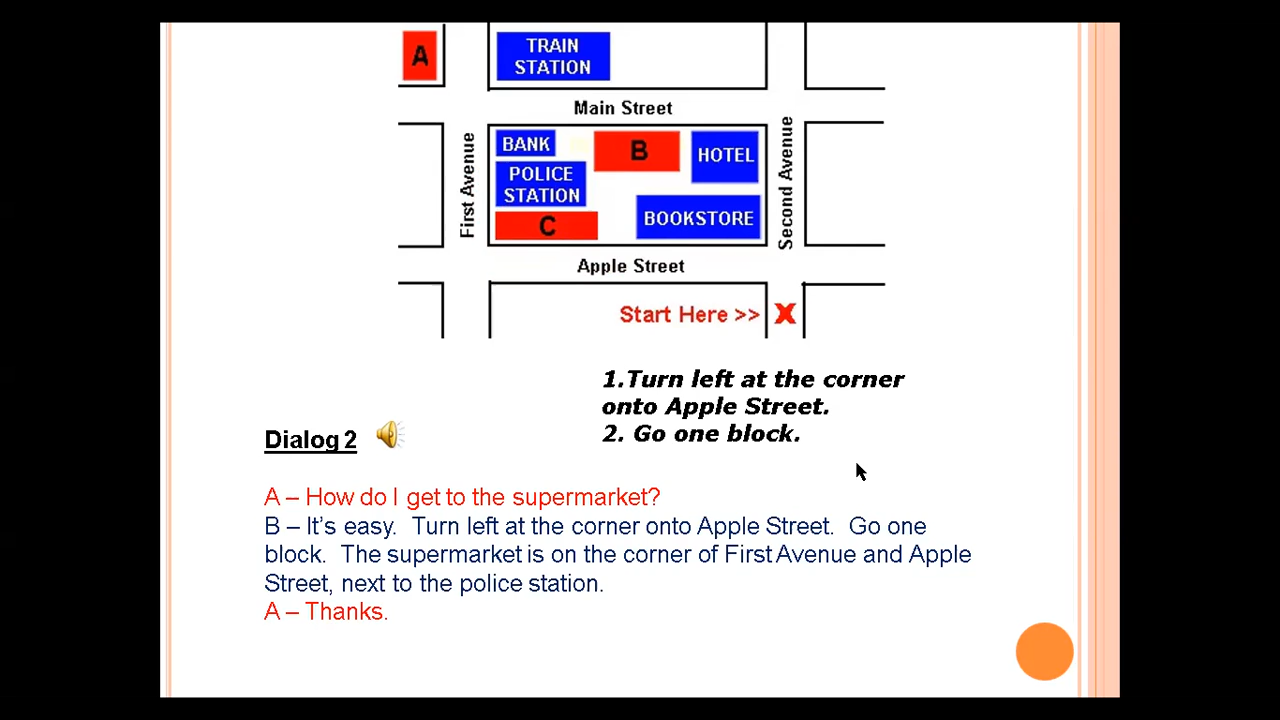 A
TRAIN
STATION
Main Street
First Avenue
BANK
B
HOTEL
POLICE
STATION
C
BOOKSTORE
Second Avenue
Apple Street
Start Here >> X
1.Turn left at the corner
onto Apple Street.
2. Go one block.
Dialog 2
A – How do I get to the supermarket?
B – It’s easy. Turn left at the corner onto Apple Street. Go one
block. The supermarket is on the corner of First Avenue and Apple
Street, next to the police station.
A – Thanks.